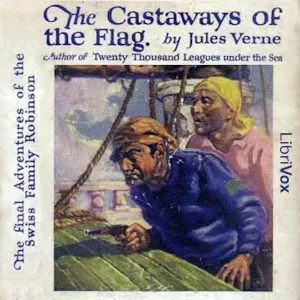 The Castaways of
the Flag. by Jules Verne
Author of Twenty Thousand Leagues under the Sea
The final Adventures of the
Swiss Family Robinson
LibriVox